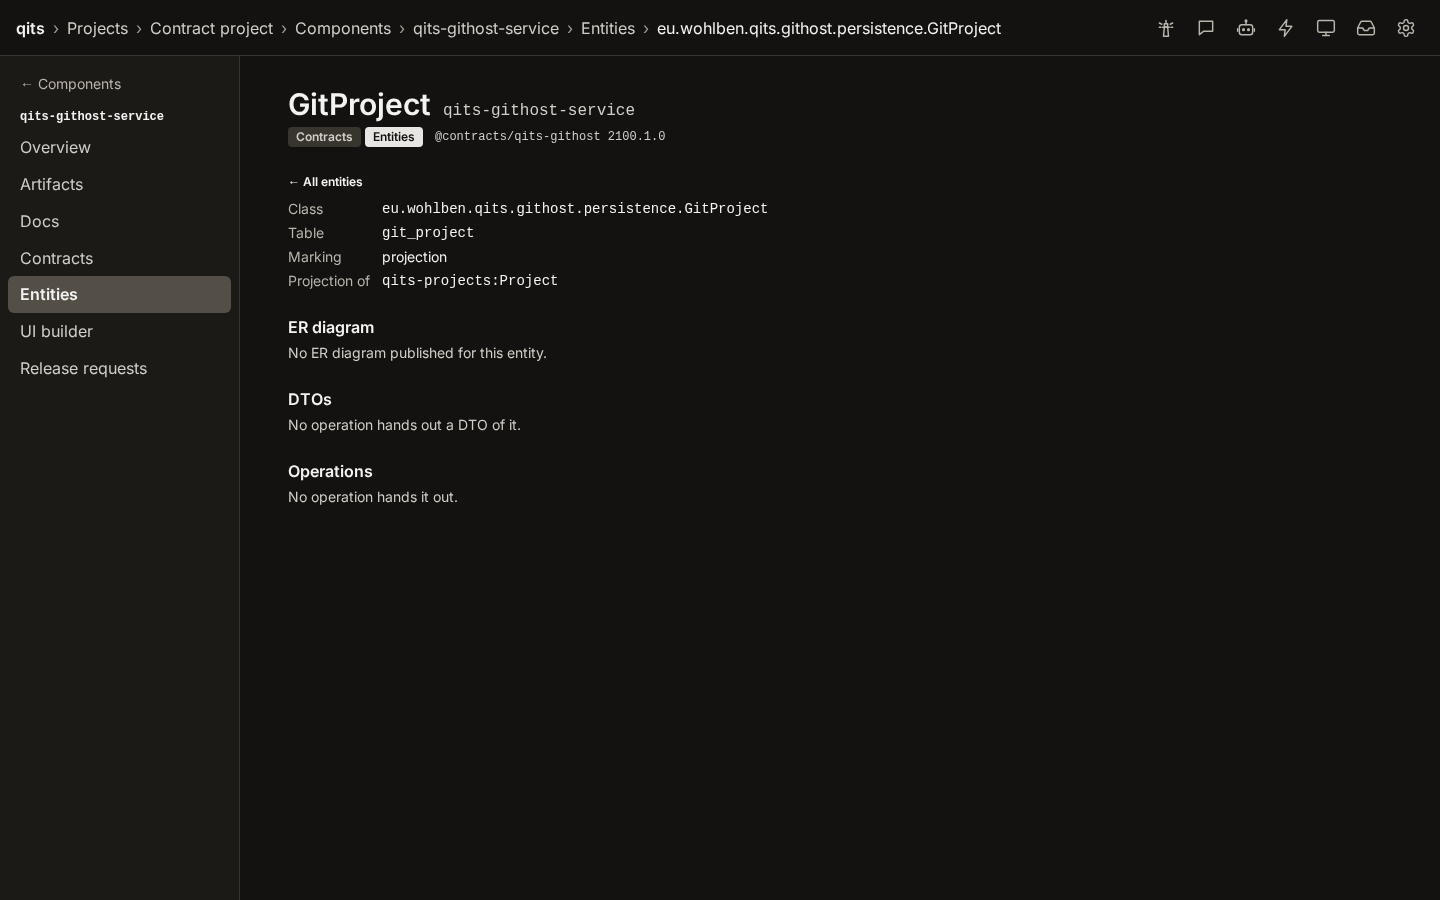 qits › Projects › Contract project › Components › qits-githost-service › Entities › eu.wohlben.qits.githost.persistence.GitProject
← Components
qits-githost-service
Overview
Artifacts
Docs
Contracts
Entities
UI builder
Release requests
GitProject qits-githost-service
Contracts Entities @contracts/qits-githost 2100.1.0
← All entities
Class eu.wohlben.qits.githost.persistence.GitProject
Table git_project
Marking projection
Projection of qits-projects:Project
ER diagram
No ER diagram published for this entity.
DTOs
No operation hands out a DTO of it.
Operations
No operation hands it out.